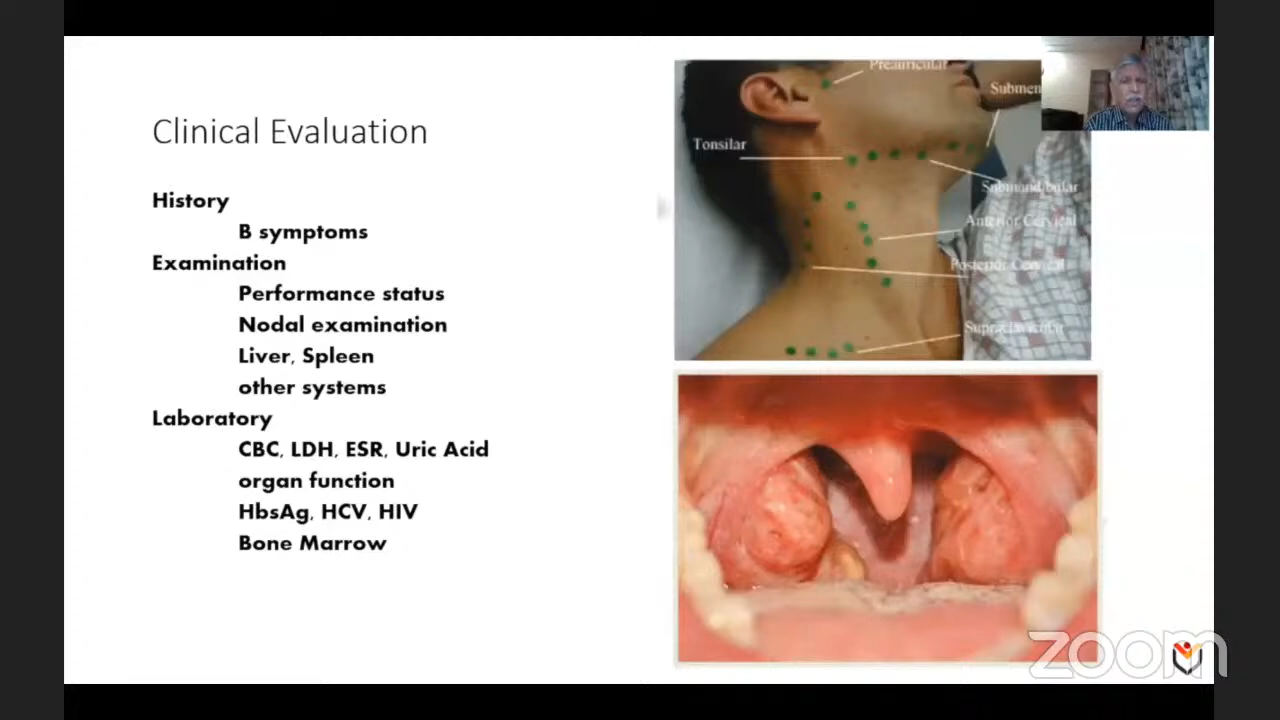 Clinical Evaluation
History
B symptoms
Examination
Performance status
Nodal examination
Liver, Spleen
other systems
Laboratory
CBC, LDH, ESR, Uric Acid
organ function
HbsAg, HCV, HIV
Bone Marrow
Preauricular
Submen
Tonsilar
Submandibular
Anterior Cervical
Posterior Cervical
Supraclavicular
zoom